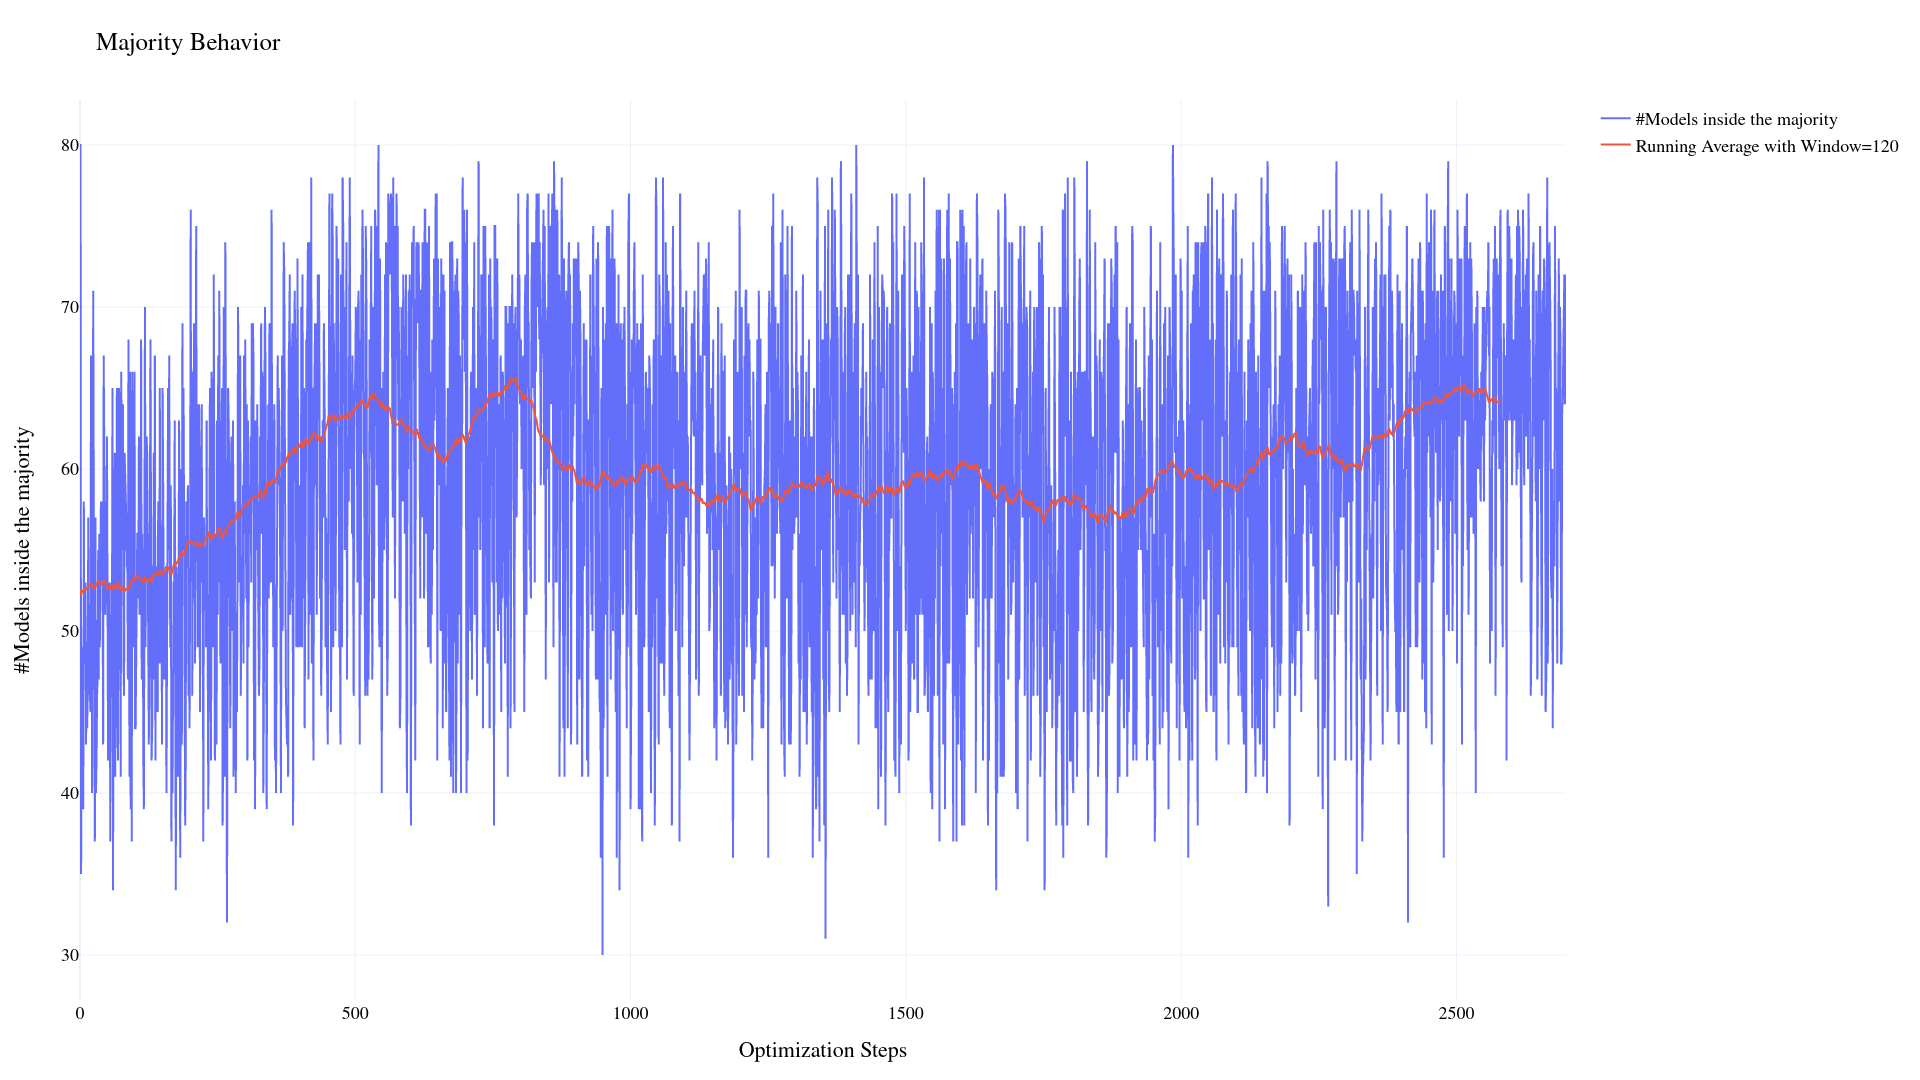 Majority Behavior
#Models inside the majority
Running Average with Window=120
#Models inside the majority
80
70
60
50
40
30
0
500
1000
1500
2000
2500
Optimization Steps